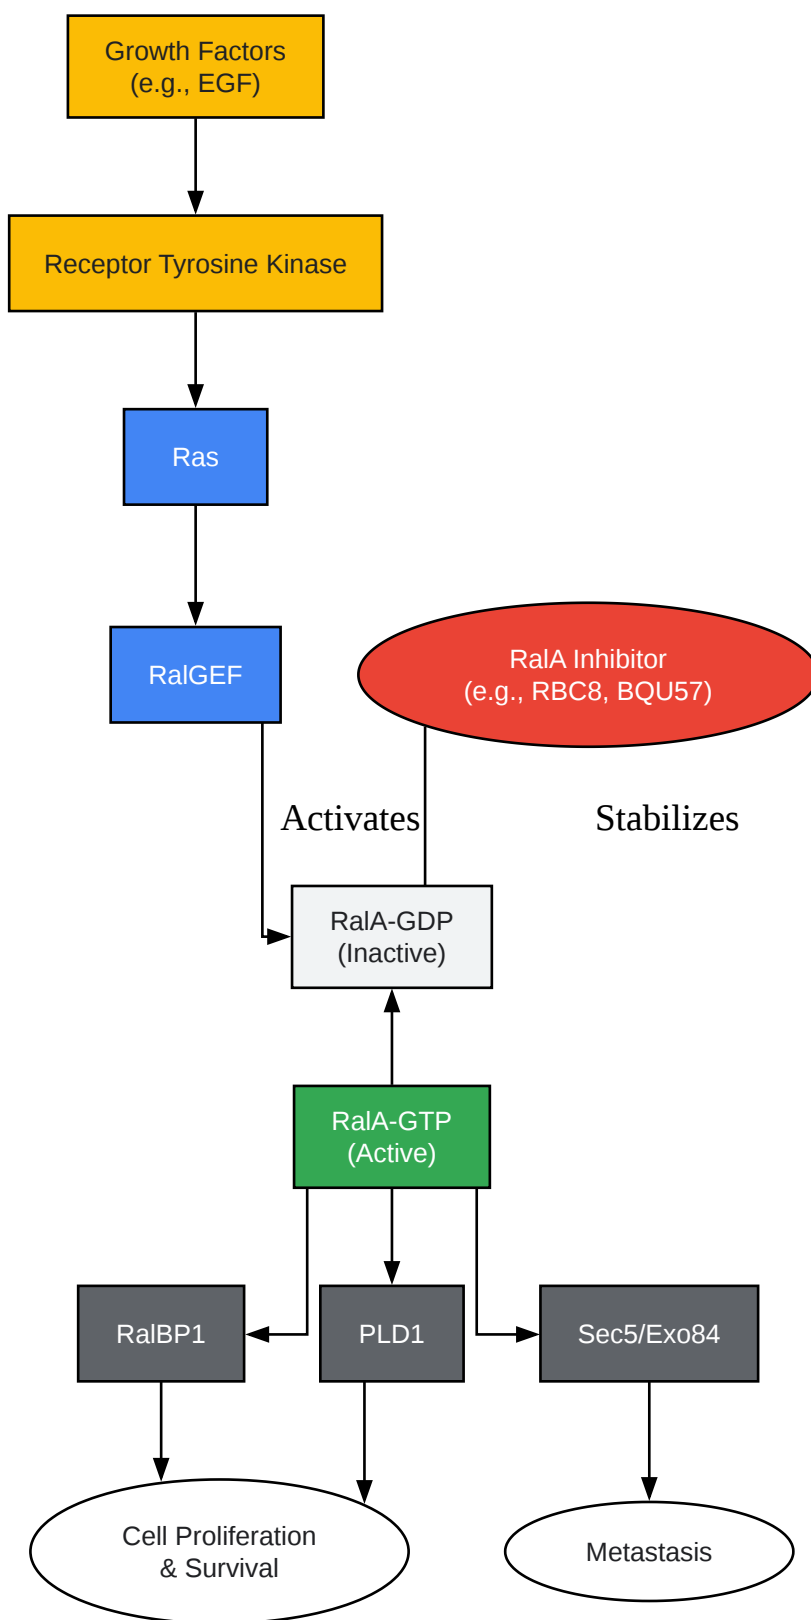 Growth Factors
(e.g., EGF)
Receptor Tyrosine Kinase
Ras
RalGEF
RalA Inhibitor
(e.g., RBC8, BQU57)
Activates
Stabilizes
RalA-GDP
(Inactive)
RalA-GTP
(Active)
RalBP1
PLD1
Sec5/Exo84
Cell Proliferation
& Survival
Metastasis